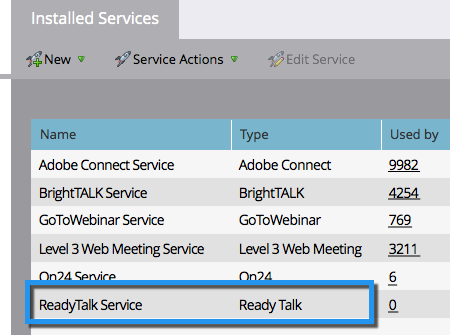 Installed Services
New Service Actions Edit Service
Name Type Used by
Adobe Connect Service Adobe Connect 9982
BrightTALK Service BrightTALK 4254
GoToWebinar Service GoToWebinar 769
Level 3 Web Meeting Service Level 3 Web Meeting 3211
On24 Service On24 6
ReadyTalk Service Ready Talk 0